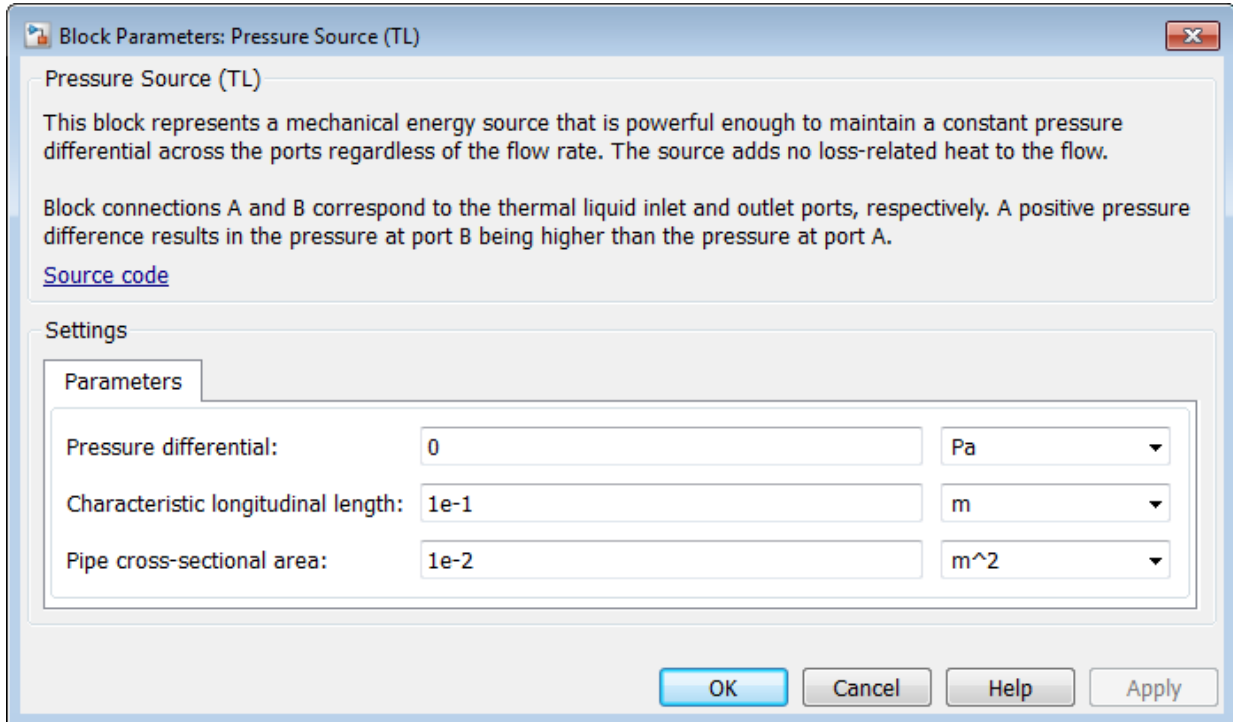 Block Parameters: Pressure Source (TL)
Pressure Source (TL)
This block represents a mechanical energy source that is powerful enough to maintain a constant pressure
differential across the ports regardless of the flow rate. The source adds no loss-related heat to the flow.
Block connections A and B correspond to the thermal liquid inlet and outlet ports, respectively. A positive pressure
difference results in the pressure at port B being higher than the pressure at port A.
Source code
Settings
Parameters
Pressure differential: 0 Pa
Characteristic longitudinal length: 1e-1 m
Pipe cross-sectional area: 1e-2 m^2
OK Cancel Help Apply